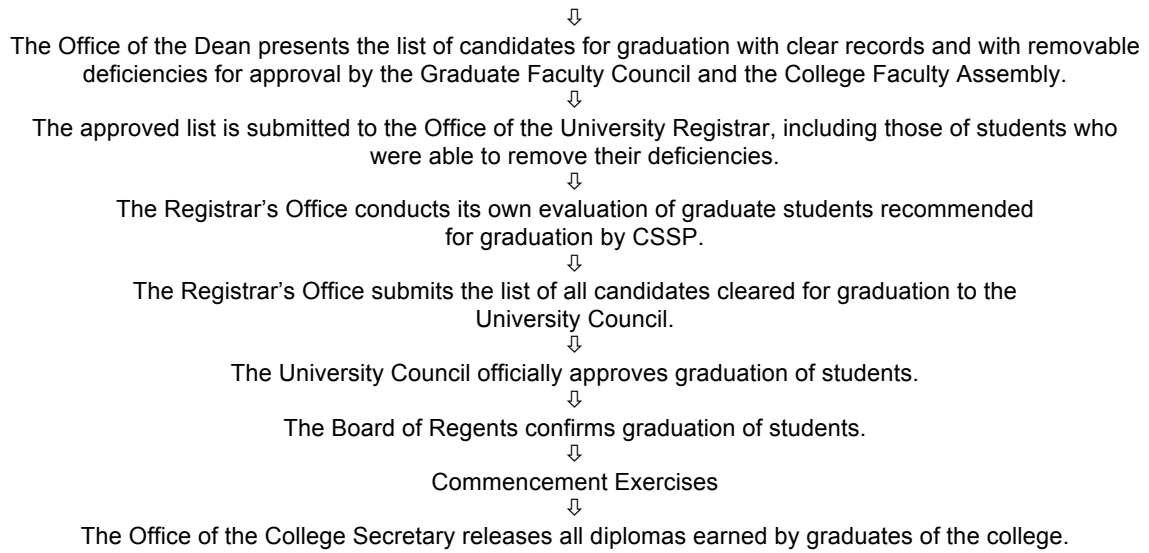 ⇩
The Office of the Dean presents the list of candidates for graduation with clear records and with removable
deficiencies for approval by the Graduate Faculty Council and the College Faculty Assembly.
⇩
The approved list is submitted to the Office of the University Registrar, including those of students who
were able to remove their deficiencies.
⇩
The Registrar’s Office conducts its own evaluation of graduate students recommended
for graduation by CSSP.
⇩
The Registrar’s Office submits the list of all candidates cleared for graduation to the
University Council.
⇩
The University Council officially approves graduation of students.
⇩
The Board of Regents confirms graduation of students.
⇩
Commencement Exercises
⇩
The Office of the College Secretary releases all diplomas earned by graduates of the college.